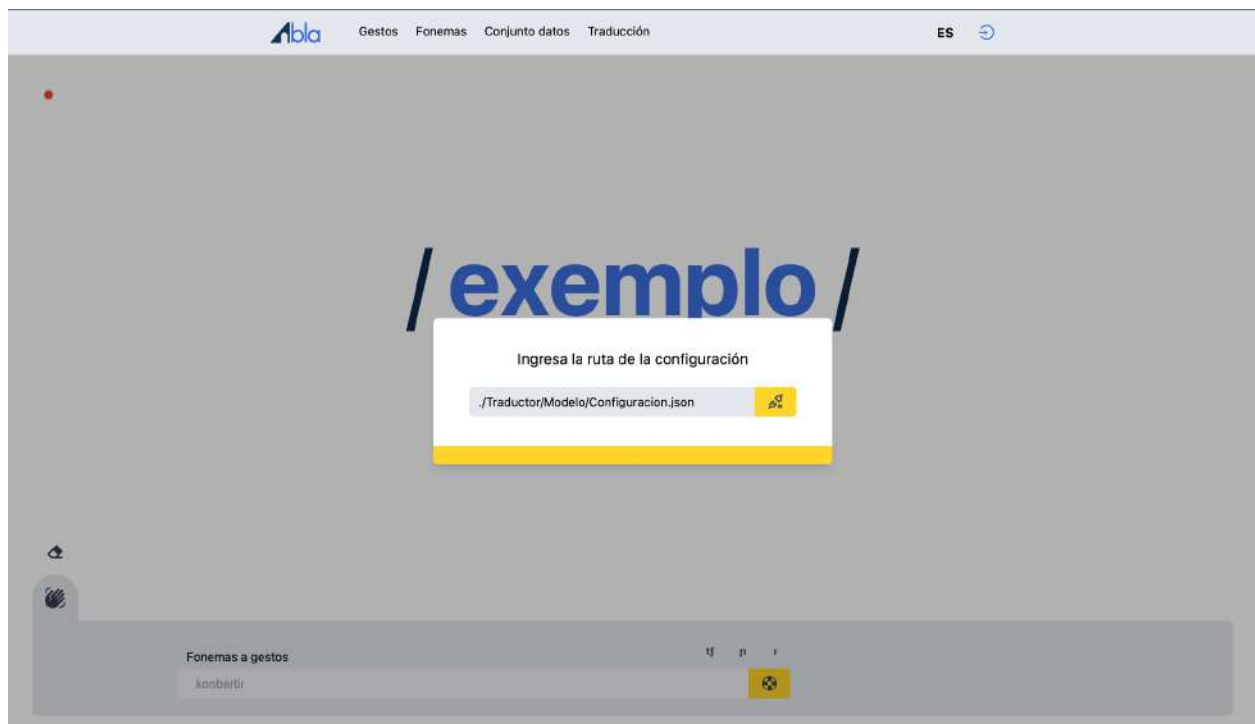 Abla Gestos Fonemas Conjunto datos Traducción ES
/ exemplo /
Ingresa la ruta de la configuración
./Traductor/Modelo/Configuracion.json
Fonemas a gestos tʃ ɲ ɾ
konbertir